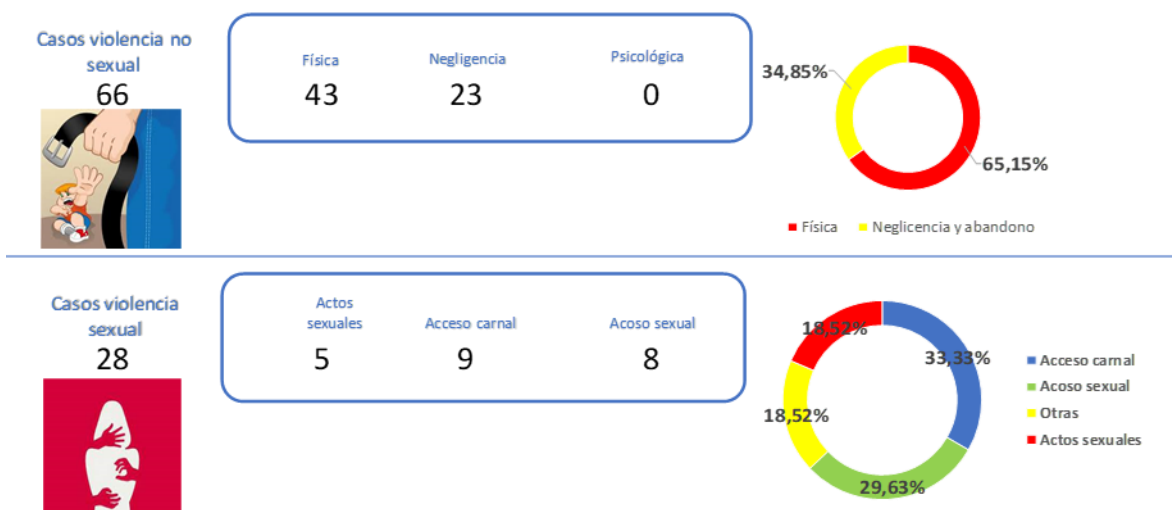 Casos violencia no
sexual
66
Física
Negligencia
Psicológica
43
23
0
34,85%
65,15%
Física
Neglicencia y abandono
Casos violencia
sexual
28
Actos
sexuales
Acceso carnal
Acoso sexual
5
9
8
18,52%
33,33%
18,52%
29,63%
Acceso carnal
Acoso sexual
Otras
Actos sexuales